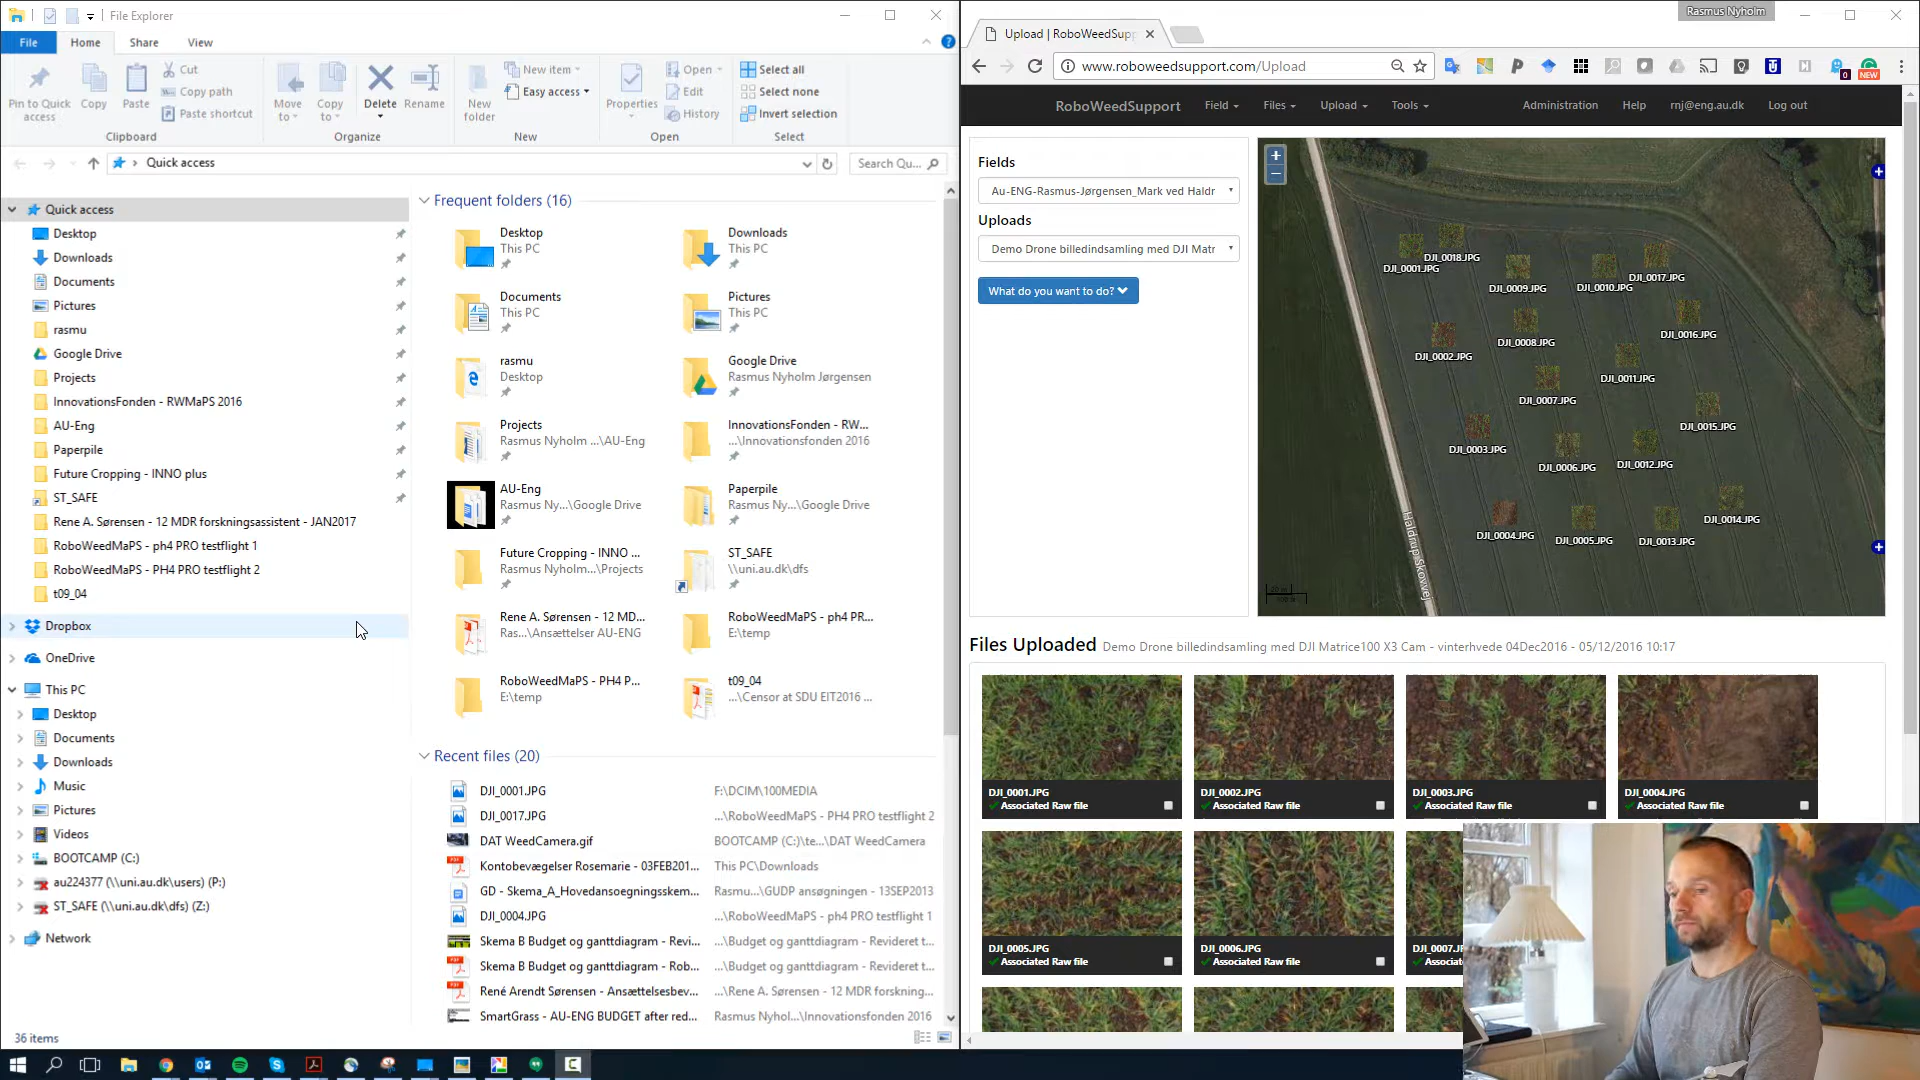 File Explorer
File
Home
Share
View
Pin to Quick access
Copy
Paste
Cut
Copy path
Paste shortcut
Clipboard
Move to
Copy to
Delete
Rename
Organize
New folder
New item
Easy access
New
Properties
Open
Edit
History
Open
Select all
Select none
Invert selection
Select
Quick access
Search Qu...
Quick access
Desktop
Downloads
Documents
Pictures
rasmu
Google Drive
Projects
InnovationsFonden - RWMaPS 2016
AU-Eng
Paperpile
Future Cropping - INNO plus
ST_SAFE
Rene A. Sørensen - 12 MDR forskningsassistent - JAN2017
RoboWeedMaPS - ph4 PRO testflight 1
RoboWeedMaPS - PH4 PRO testflight 2
t09_04
Dropbox
OneDrive
This PC
Desktop
Documents
Downloads
Music
Pictures
Videos
BOOTCAMP (C:)
au224377 (\\uni.au.dk\users) (P:)
ST_SAFE (\\uni.au.dk\dfs) (Z:)
Network
36 items
Frequent folders (16)
Desktop
This PC
Downloads
This PC
Documents
This PC
Pictures
This PC
rasmu
Desktop
Google Drive
Rasmus Nyholm Jørgensen
Projects
Rasmus Nyholm ...\AU-Eng
InnovationsFonden - RW...
...\Innovationsfonden 2016
AU-Eng
Rasmus Ny...\Google Drive
Paperpile
Rasmus Ny...\Google Drive
Future Cropping - INNO ...
Rasmus Nyholm...\Projects
ST_SAFE
\\uni.au.dk\dfs
Rene A. Sørensen - 12 MD...
Ras...\Ansættelser AU-ENG
RoboWeedMaPS - ph4 PR...
E:\temp
RoboWeedMaPS - PH4 P...
E:\temp
t09_04
...\Censor at SDU EIT2016 ...
Recent files (20)
DJI_0001.JPG F:\DCIM\100MEDIA
DJI_0017.JPG ...\RoboWeedMaPS - PH4 PRO testflight 2
DAT WeedCamera.gif BOOTCAMP (C:)\te...\DAT WeedCamera
Kontobevægelser Rosemarie - 03FEB201... This PC\Downloads
GD - Skema_A_Hovedansoegningsskem... Rasmu...\GUDP ansøgningen - 13SEP2013
DJI_0004.JPG ...\RoboWeedMaPS - ph4 PRO testflight 1
Skema B Budget og ganttdiagram - Revi... ...\Budget og ganttdiagram - Revideret t...
Skema B Budget og ganttdiagram - Rob... ...\Budget og ganttdiagram - Revideret t...
René Arendt Sørensen - Ansættelsesbev... ...\Rene A. Sørensen - 12 MDR forskning...
SmartGrass - AU-ENG BUDGET after red... Rasmus Nyhol...\Innovationsfonden 2016
Rasmus Nyholm
Upload | RoboWeedSupp
www.roboweedsupport.com/Upload
0
NEW
RoboWeedSupport
Field
Files
Upload
Tools
Administration
Help
rnj@eng.au.dk
Log out
Fields
Au-ENG-Rasmus-Jørgensen_Mark ved Haldr
Uploads
Demo Drone billedindsamling med DJI Matr
What do you want to do?
DJI_0018.JPG
DJI_0001.JPG
DJI_0009.JPG
DJI_0010.JPG
DJI_0017.JPG
DJI_0002.JPG
DJI_0008.JPG
DJI_0016.JPG
DJI_0011.JPG
DJI_0007.JPG
DJI_0015.JPG
DJI_0003.JPG
DJI_0006.JPG
DJI_0012.JPG
DJI_0004.JPG
DJI_0005.JPG
DJI_0013.JPG
DJI_0014.JPG
Haldrup Skovvej
Files Uploaded Demo Drone billedindsamling med DJI Matrice100 X3 Cam - vinterhvede 04Dec2016 - 05/12/2016 10:17
DJI_0001.JPG
Associated Raw file
DJI_0002.JPG
Associated Raw file
DJI_0003.JPG
Associated Raw file
DJI_0004.JPG
Associated Raw file
DJI_0005.JPG
Associated Raw file
DJI_0006.JPG
Associated Raw file
DJI_0007.J
Associa